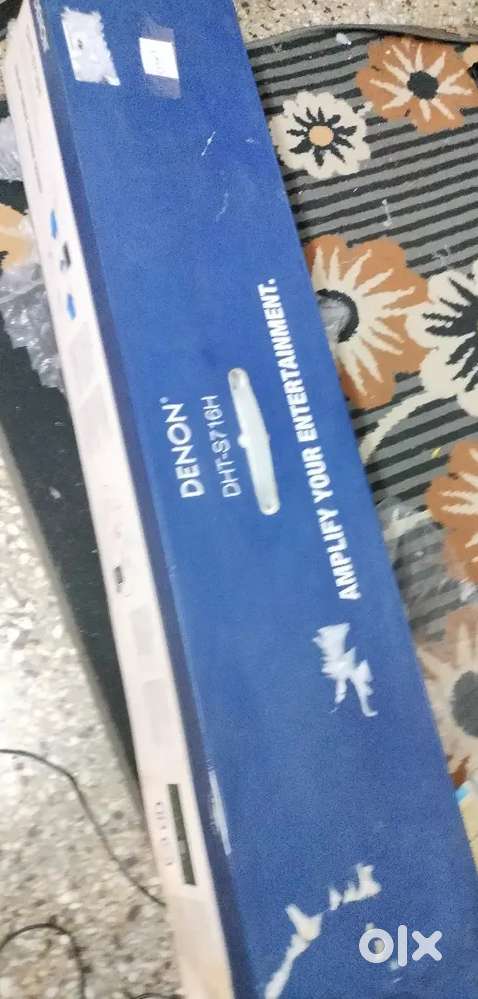 DENON®
DHT-S716H
AMPLIFY YOUR ENTERTAINMENT.
olx